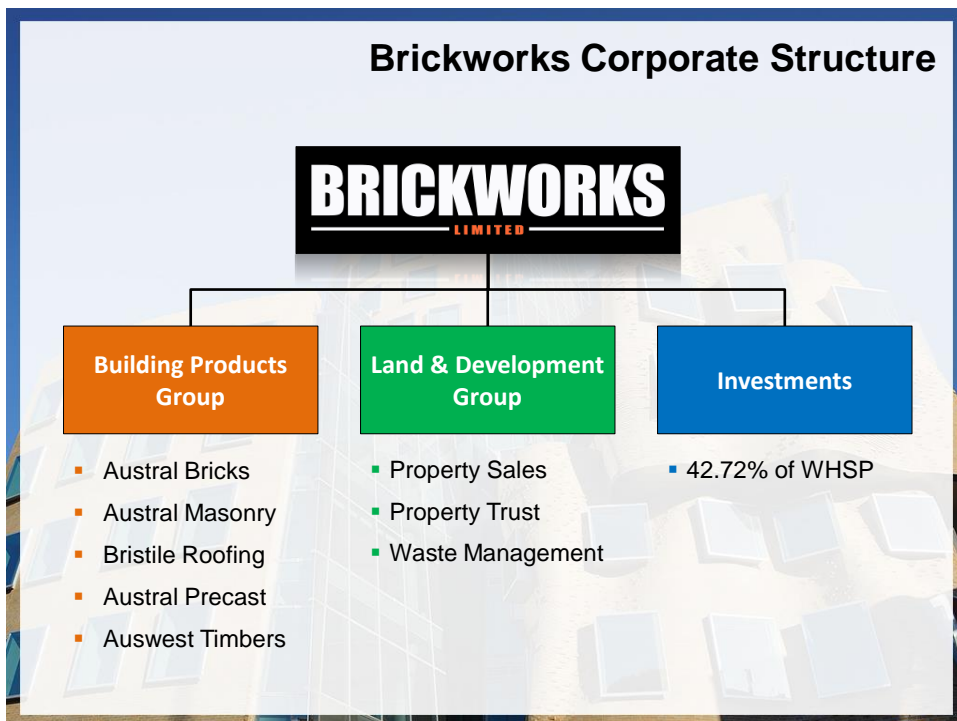 Brickworks Corporate Structure
BRICKWORKS
LIMITED
Building Products
Group
Land & Development
Group
Investments
Austral Bricks
Austral Masonry
Bristile Roofing
Austral Precast
Auswest Timbers
Property Sales
Property Trust
Waste Management
42.72% of WHSP